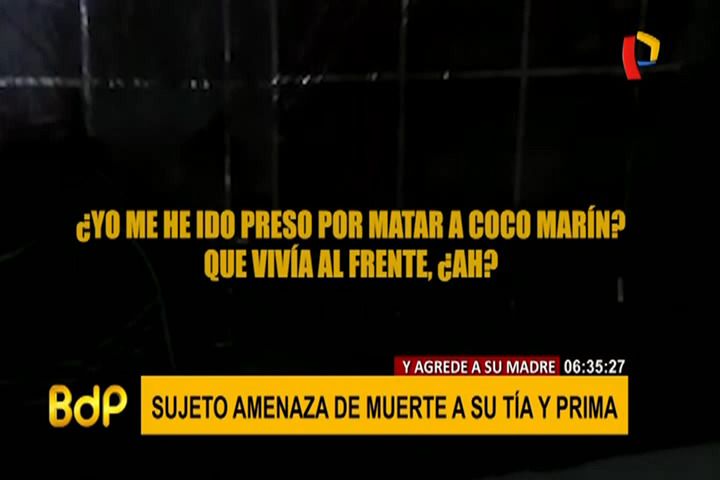 ¿YO ME HE IDO PRESO POR MATAR A COCO MARÍN?
QUE VIVÍA AL FRENTE, ¿AH?
Y AGREDE A SU MADRE 06:35:27
BdP SUJETO AMENAZA DE MUERTE A SU TÍA Y PRIMA